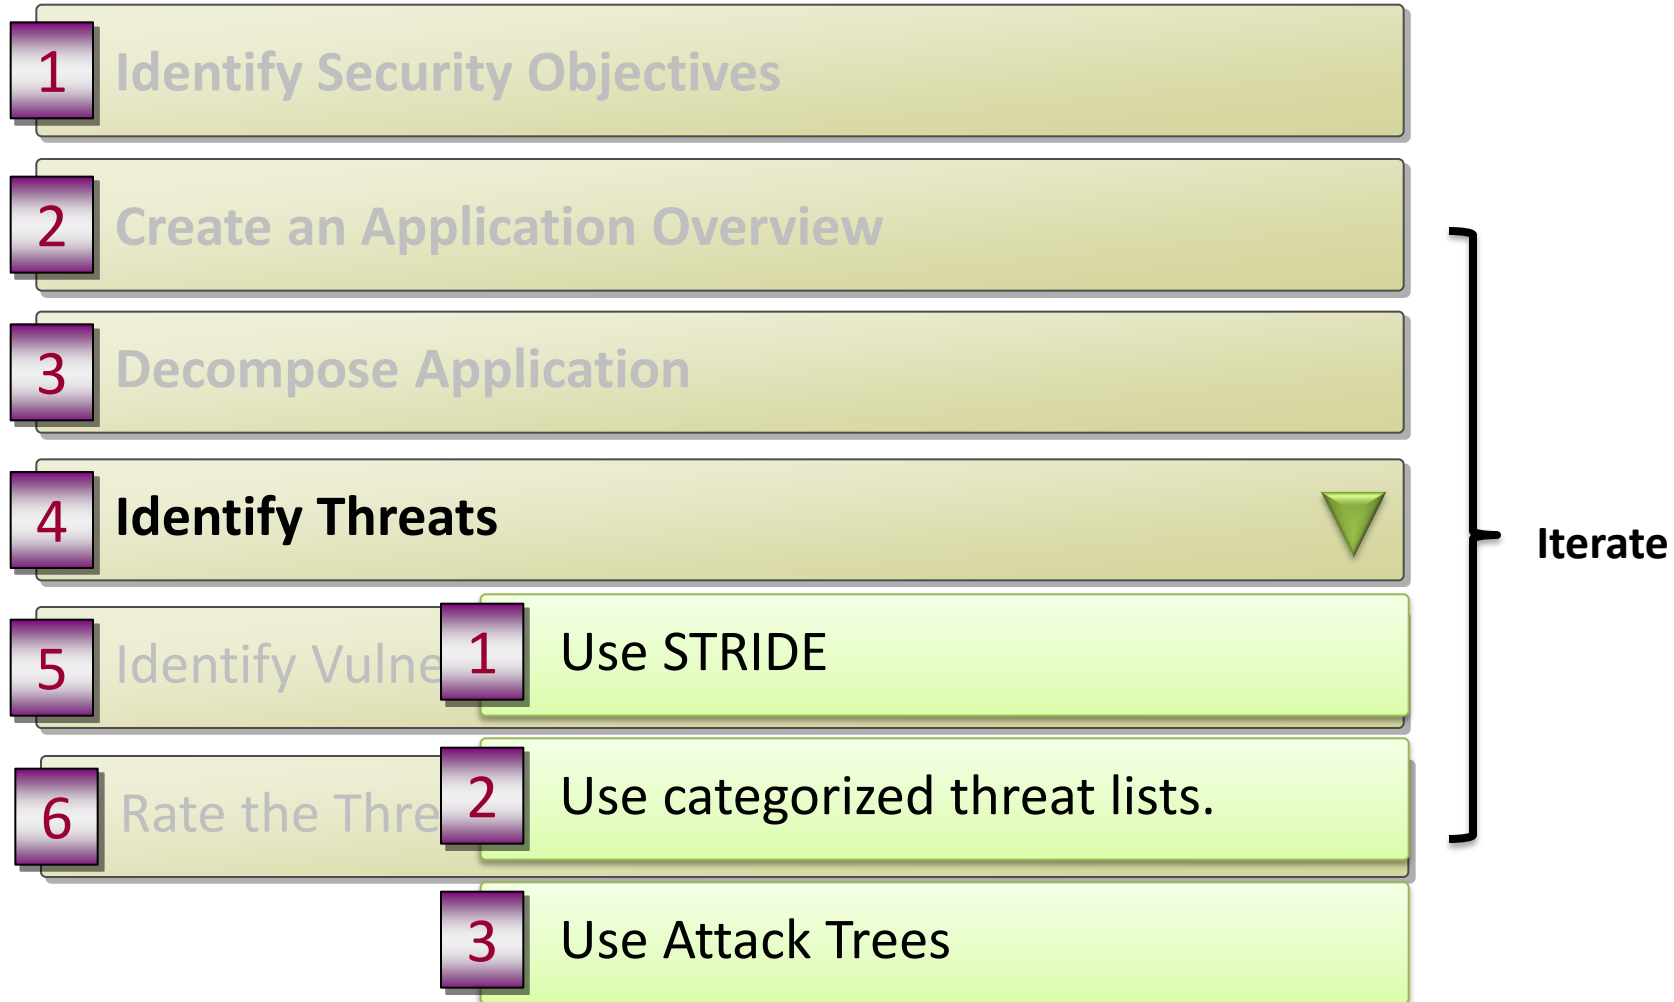 1 Identify Security Objectives
2 Create an Application Overview
3 Decompose Application
4 Identify Threats
Iterate
5 Identify Vulne
1 Use STRIDE
6 Rate the Thre
2 Use categorized threat lists.
3 Use Attack Trees